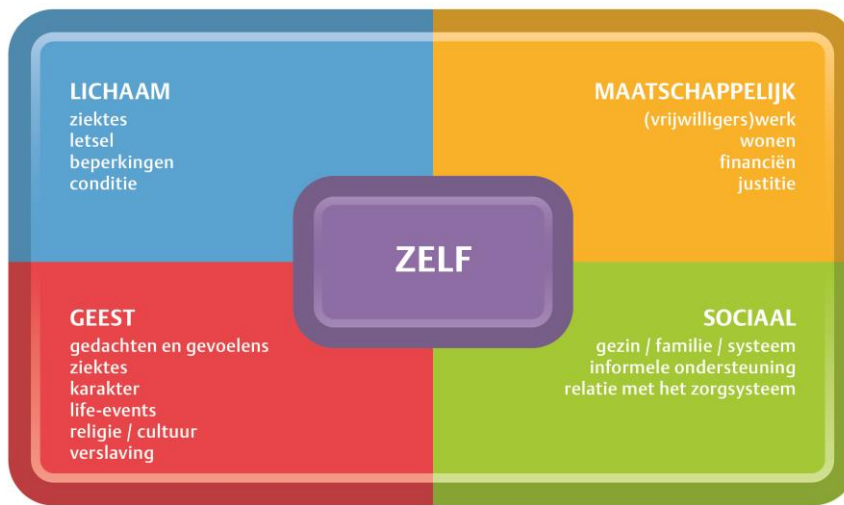 LICHAAM
ziektes
letsel
beperkingen
conditie
MAATSCHAPPELIJK
(vrijwilligers)werk
wonen
financiën
justitie
ZELF
GEEST
gedachten en gevoelens
ziektes
karakter
life-events
religie / cultuur
verslaving
SOCIAAL
gezin / familie / systeem
informele ondersteuning
relatie met het zorgsysteem